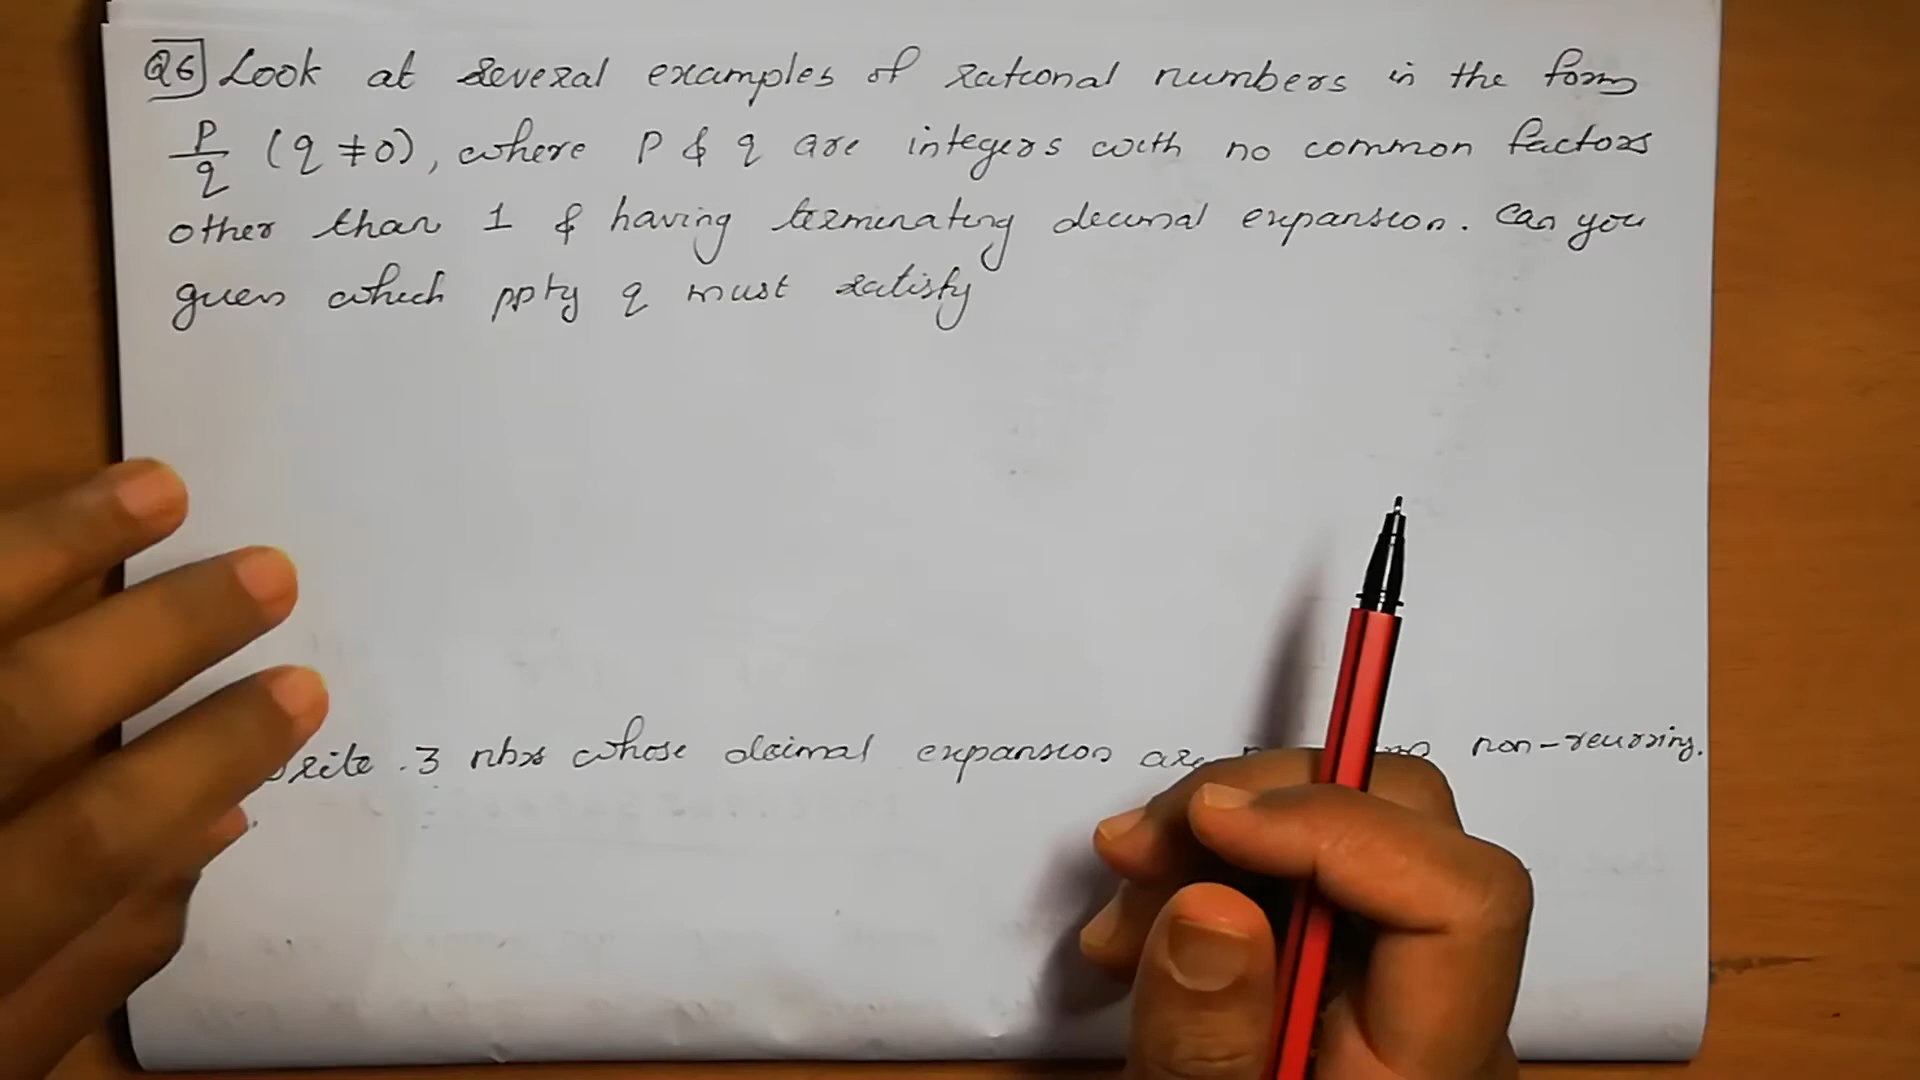 Q6 Look at several examples of rational numbers in the form
p/q (q ≠ 0), where P & q are integers with no common factors
other than 1 & having terminating decimal expansion. Can you
guess which ppty q must satisfy
3 nbrs whose decimal expansion are non-recurring.